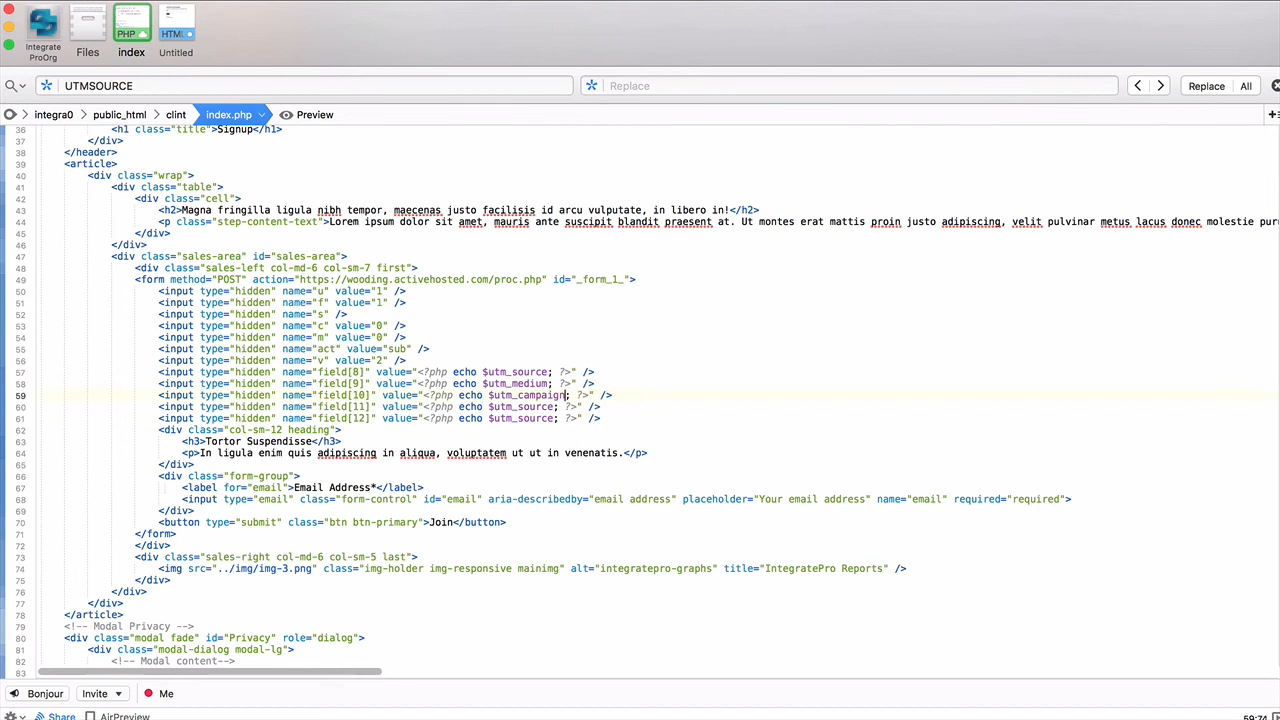 Integrate
ProOrg
Files
PHP
index
HTML
Untitled
UTMSOURCE
Replace
Replace
All
integra0
public_html
clint
index.php
Preview
36 <h1 class="title">Signup</h1>
37 </div>
38 </header>
39 <article>
40 <div class="wrap">
41 <div class="table">
42 <div class="cell">
43 <h2>Magna fringilla ligula nibh tempor, maecenas justo facilisis id arcu vulputate, in libero in!</h2>
44 <p class="step-content-text">Lorem ipsum dolor sit amet, mauris ante suscipit blandit praesent at. Ut montes erat mattis proin justo adipiscing, velit pulvinar metus lacus donec molestie pur
45 </div>
46 </div>
47 <div class="sales-area" id="sales-area">
48 <div class="sales-left col-md-6 col-sm-7 first">
49 <form method="POST" action="https://wooding.activehosted.com/proc.php" id="_form_1_">
50 <input type="hidden" name="u" value="1" />
51 <input type="hidden" name="f" value="1" />
52 <input type="hidden" name="s" />
53 <input type="hidden" name="c" value="0" />
54 <input type="hidden" name="m" value="0" />
55 <input type="hidden" name="act" value="sub" />
56 <input type="hidden" name="v" value="2" />
57 <input type="hidden" name="field[8]" value="<?php echo $utm_source; ?>" />
58 <input type="hidden" name="field[9]" value="<?php echo $utm_medium; ?>" />
59 <input type="hidden" name="field[10]" value="<?php echo $utm_campaign; ?>" />
60 <input type="hidden" name="field[11]" value="<?php echo $utm_source; ?>" />
61 <input type="hidden" name="field[12]" value="<?php echo $utm_source; ?>" />
62 <div class="col-sm-12 heading">
63 <h3>Tortor Suspendisse</h3>
64 <p>In ligula enim quis adipiscing in aliqua, voluptatem ut ut in venenatis.</p>
65 </div>
66 <div class="form-group">
67 <label for="email">Email Address*</label>
68 <input type="email" class="form-control" id="email" aria-describedby="email address" placeholder="Your email address" name="email" required="required">
69 </div>
70 <button type="submit" class="btn btn-primary">Join</button>
71 </form>
72 </div>
73 <div class="sales-right col-md-6 col-sm-5 last">
74 <img src="../img/img-3.png" class="img-holder img-responsive mainimg" alt="integratepro-graphs" title="IntegratePro Reports" />
75 </div>
76 </div>
77 </div>
78 </article>
79 <!-- Modal Privacy -->
80 <div class="modal fade" id="Privacy" role="dialog">
81 <div class="modal-dialog modal-lg">
82 <!-- Modal content-->
83
Bonjour
Invite
Me
Share
AirPreview
59:74